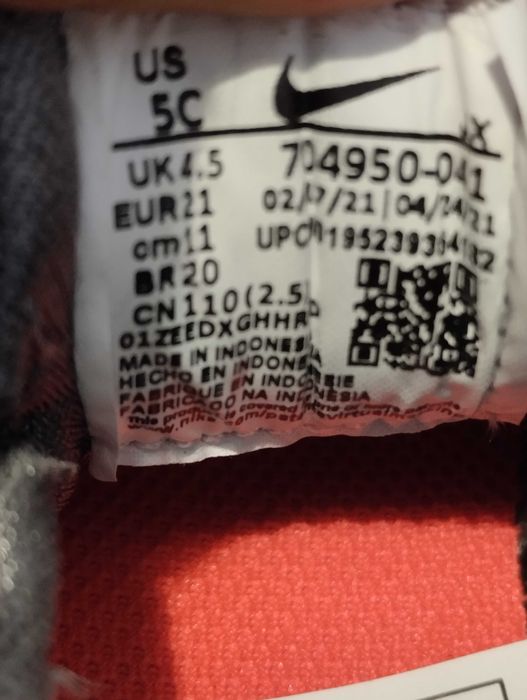 US
5C
UK 4.5
704950-041
EUR 21
02/17/21 | 04/24/21
cm 11
BR 20
CN 110(2.5)
01ZEEDXGHHR
MADE IN INDONESIA
HECHO EN INDONESIA
FABRIQUE EN INDONESIE
FABRICADO NA INDONESIA